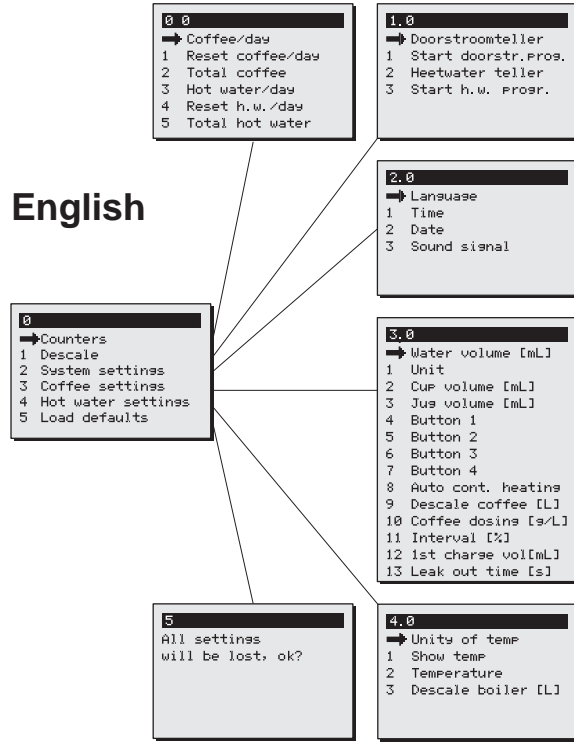 0 0
Coffee/day
1 Reset coffee/day
2 Total coffee
3 Hot water/day
4 Reset h.w./day
5 Total hot water
1.0
Doorstroomteller
1 Start doorstr.prog.
2 Heetwater teller
3 Start h.w. progr.
English
2.0
Language
1 Time
2 Date
3 Sound signal
0
Counters
1 Descale
2 System settings
3 Coffee settings
4 Hot water settings
5 Load defaults
3.0
Water volume [mL]
1 Unit
2 Cup volume [mL]
3 Jug volume [mL]
4 Button 1
5 Button 2
6 Button 3
7 Button 4
8 Auto cont. heating
9 Descale coffee [L]
10 Coffee dosing [g/L]
11 Interval [%]
12 1st charge vol[mL]
13 Leak out time [s]
5
All settings
will be lost, ok?
4.0
Unity of temp
1 Show temp
2 Temperature
3 Descale boiler [L]